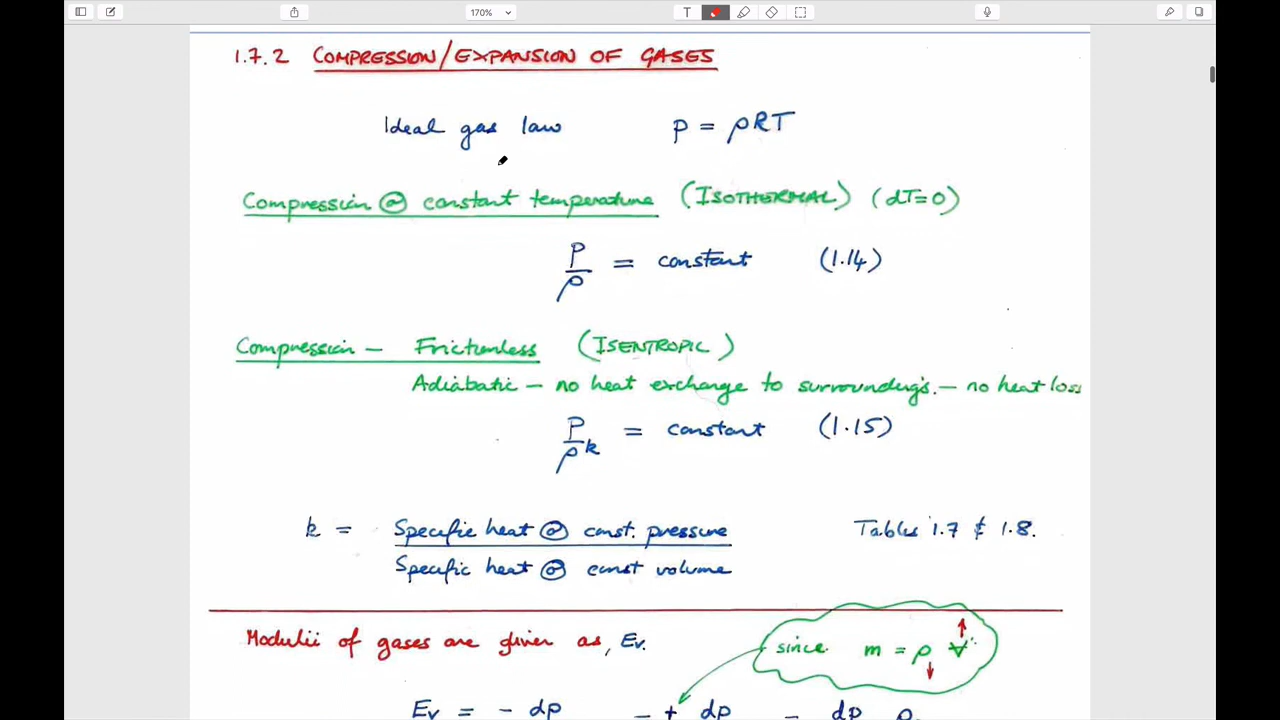 170%
T
1.7.2 COMPRESSION/EXPANSION OF GASES
Ideal gas law p = ρRT
Compression @ constant temperature (ISOTHERMAL) (dT=0)
P/ρ = constant (1.14)
Compression - Frictionless (ISENTROPIC)
Adiabatic - no heat exchange to surroundings. - no heat loss
P/ρ^k = constant (1.15)
k = Specific heat @ const. pressure Tables 1.7 & 1.8.
Specific heat @ const volume
since m = ρ ∀
Modulii of gases are given as, Ev.
Ev = - dp = + dp = dp ρ